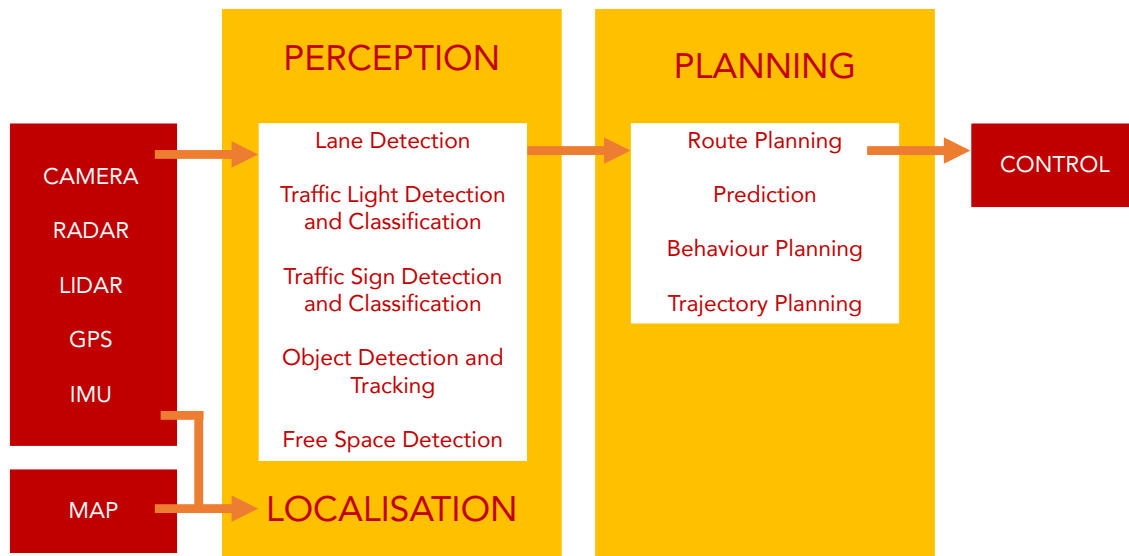 PERCEPTION
PLANNING
CAMERA
RADAR
LIDAR
GPS
IMU
MAP
Lane Detection
Traffic Light Detection
and Classification
Traffic Sign Detection
and Classification
Object Detection and
Tracking
Free Space Detection
LOCALISATION
Route Planning
Prediction
Behaviour Planning
Trajectory Planning
CONTROL